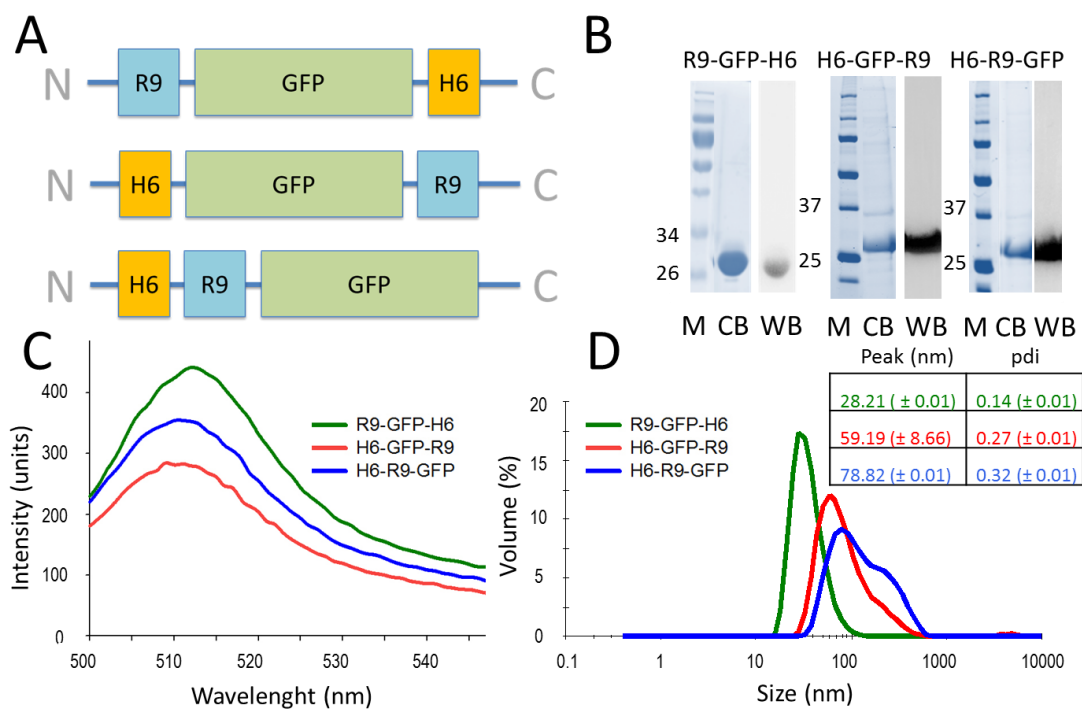 A
N R9 GFP H6 C
N H6 GFP R9 C
N H6 R9 GFP C
B
R9-GFP-H6 H6-GFP-R9 H6-R9-GFP
34
26
37
25
37
25
M CB WB M CB WB M CB WB
C
400
300
200
100
0
Intensity (units)
R9-GFP-H6
H6-GFP-R9
H6-R9-GFP
500 510 520 530 540
Wavelenght (nm)
D
Peak (nm) pdi
28.21 ( ± 0.01) 0.14 (± 0.01)
59.19 (± 8.66) 0.27 (± 0.01)
78.82 (± 0.01) 0.32 (± 0.01)
20
15
10
5
0
Volume (%)
R9-GFP-H6
H6-GFP-R9
H6-R9-GFP
0.1 1 10 100 1000 10000
Size (nm)